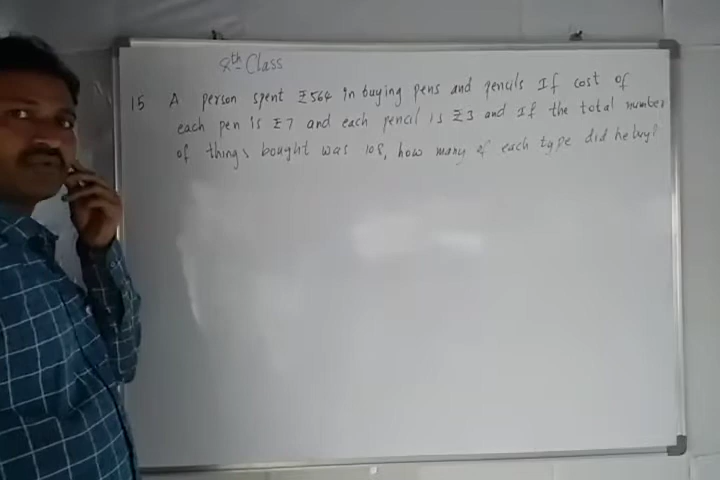 8th Class
15 A person spent ₹564 in buying pens and pencils If cost of
each pen is ₹7 and each pencil is ₹3 and If the total number
of things bought was 108, how many of each type did he buy?